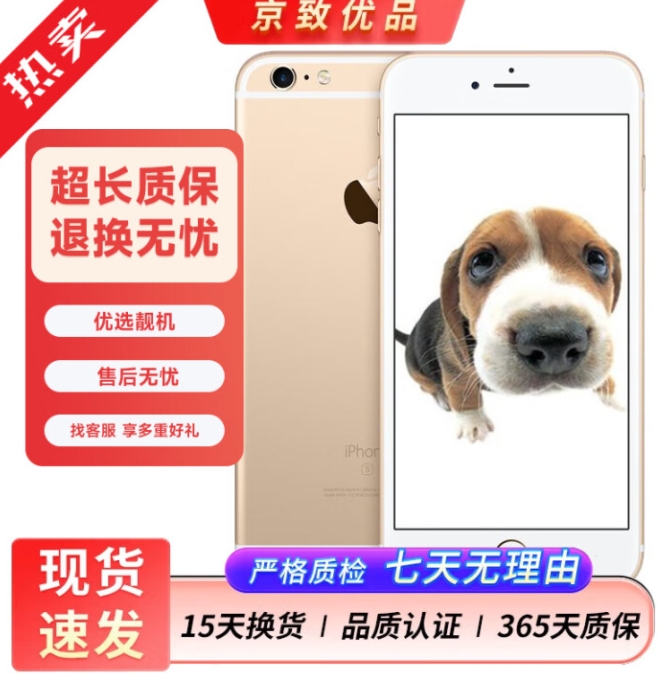 热卖
京致优品
超长质保
退换无忧
优选靓机
售后无忧
找客服 享多重好礼
iPhon
S
现货
速发
严格质检 七天无理由
15天换货 | 品质认证 | 365天质保